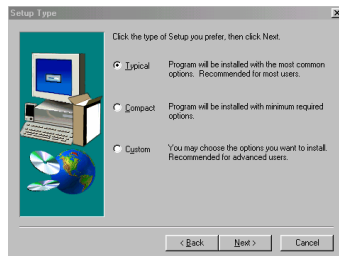 Setup Type
Click the type of Setup you prefer, then click Next.
Typical Program will be installed with the most common
options. Recommended for most users.
Compact Program will be installed with minimum required
options.
Custom You may choose the options you want to install.
Recommended for advanced users.
< Back Next > Cancel